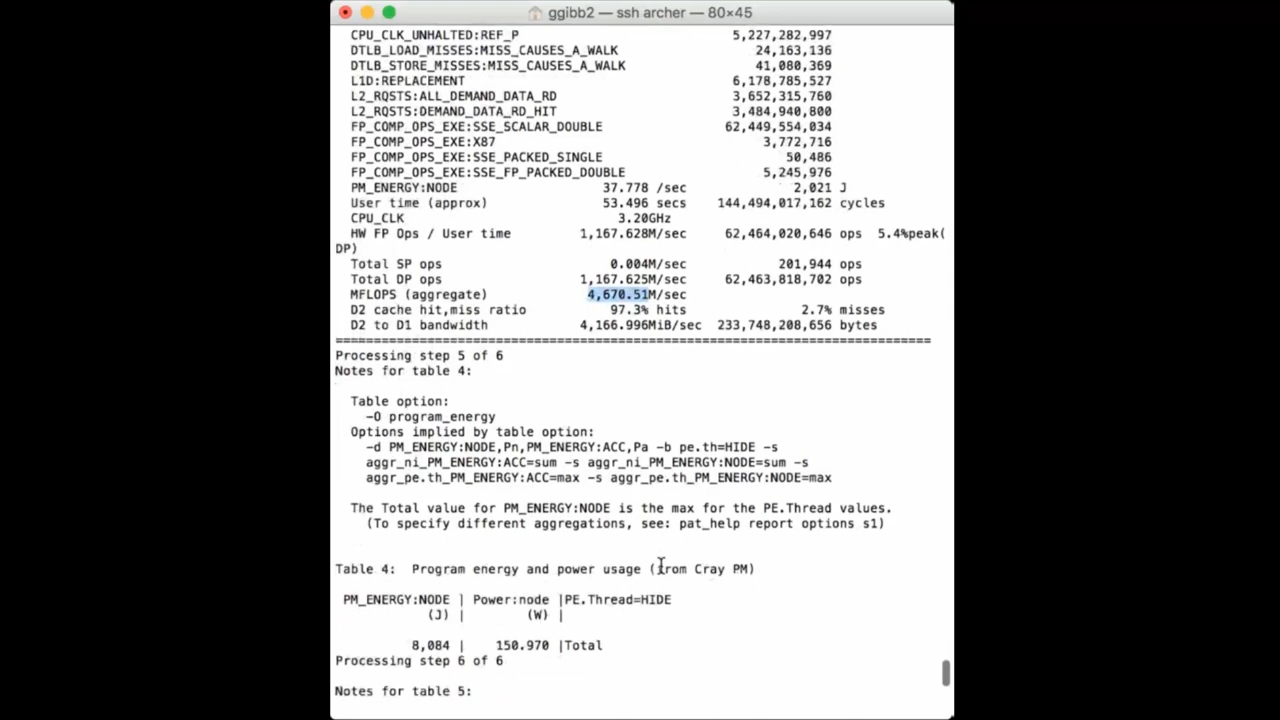 ggibb2 — ssh archer — 80×45
CPU_CLK_UNHALTED:REF_P 5,227,282,997
DTLB_LOAD_MISSES:MISS_CAUSES_A_WALK 24,163,136
DTLB_STORE_MISSES:MISS_CAUSES_A_WALK 41,080,369
L1D:REPLACEMENT 6,178,785,527
L2_RQSTS:ALL_DEMAND_DATA_RD 3,652,315,760
L2_RQSTS:DEMAND_DATA_RD_HIT 3,484,940,800
FP_COMP_OPS_EXE:SSE_SCALAR_DOUBLE 62,449,554,034
FP_COMP_OPS_EXE:X87 3,772,716
FP_COMP_OPS_EXE:SSE_PACKED_SINGLE 50,486
FP_COMP_OPS_EXE:SSE_FP_PACKED_DOUBLE 5,245,976
PM_ENERGY:NODE 37.778 /sec 2,021 J
User time (approx) 53.496 secs 144,494,017,162 cycles
CPU_CLK 3.20GHz
HW FP Ops / User time 1,167.628M/sec 62,464,020,646 ops 5.4%peak(
DP)
Total SP ops 0.004M/sec 201,944 ops
Total DP ops 1,167.625M/sec 62,463,818,702 ops
MFLOPS (aggregate) 4,670.51M/sec
D2 cache hit,miss ratio 97.3% hits 2.7% misses
D2 to D1 bandwidth 4,166.996MiB/sec 233,748,208,656 bytes
==============================================================================
Processing step 5 of 6
Notes for table 4:
Table option:
-O program_energy
Options implied by table option:
-d PM_ENERGY:NODE,Pn,PM_ENERGY:ACC,Pa -b pe.th=HIDE -s
aggr_ni_PM_ENERGY:ACC=sum -s aggr_ni_PM_ENERGY:NODE=sum -s
aggr_pe.th_PM_ENERGY:ACC=max -s aggr_pe.th_PM_ENERGY:NODE=max
The Total value for PM_ENERGY:NODE is the max for the PE.Thread values.
(To specify different aggregations, see: pat_help report options s1)
Table 4: Program energy and power usage (from Cray PM)
PM_ENERGY:NODE | Power:node |PE.Thread=HIDE
(J) | (W) |
8,084 | 150.970 |Total
Processing step 6 of 6
Notes for table 5: